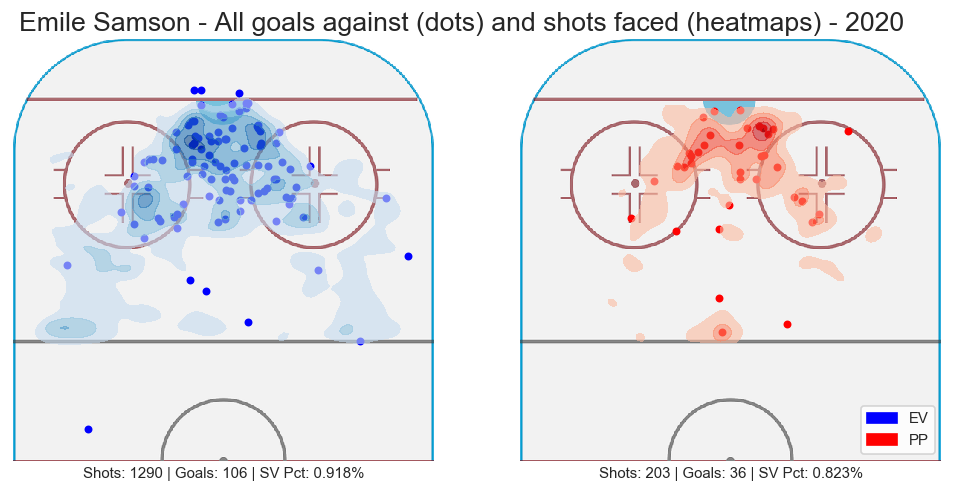 Emile Samson - All goals against (dots) and shots faced (heatmaps) - 2020
EV
PP
Shots: 1290 | Goals: 106 | SV Pct: 0.918%
Shots: 203 | Goals: 36 | SV Pct: 0.823%